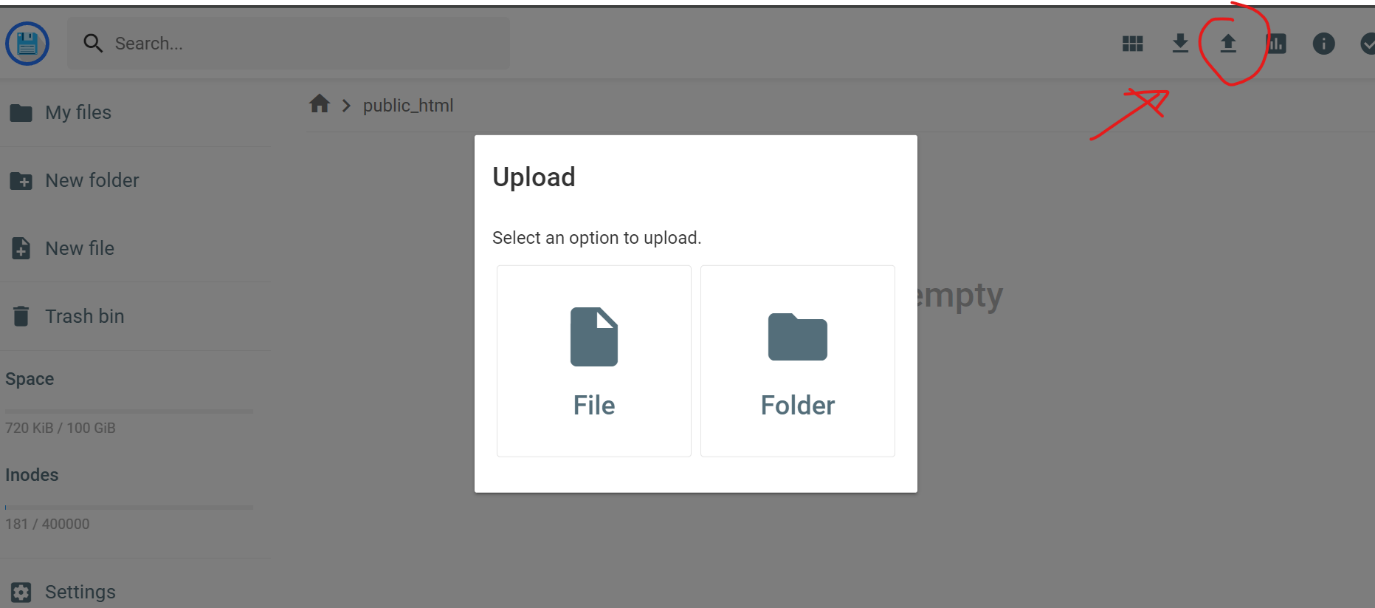 Search...
My files
New folder
New file
Trash bin
Space
720 KiB / 100 GiB
Inodes
181 / 400000
Settings
public_html
Upload
Select an option to upload.
File
Folder
empty